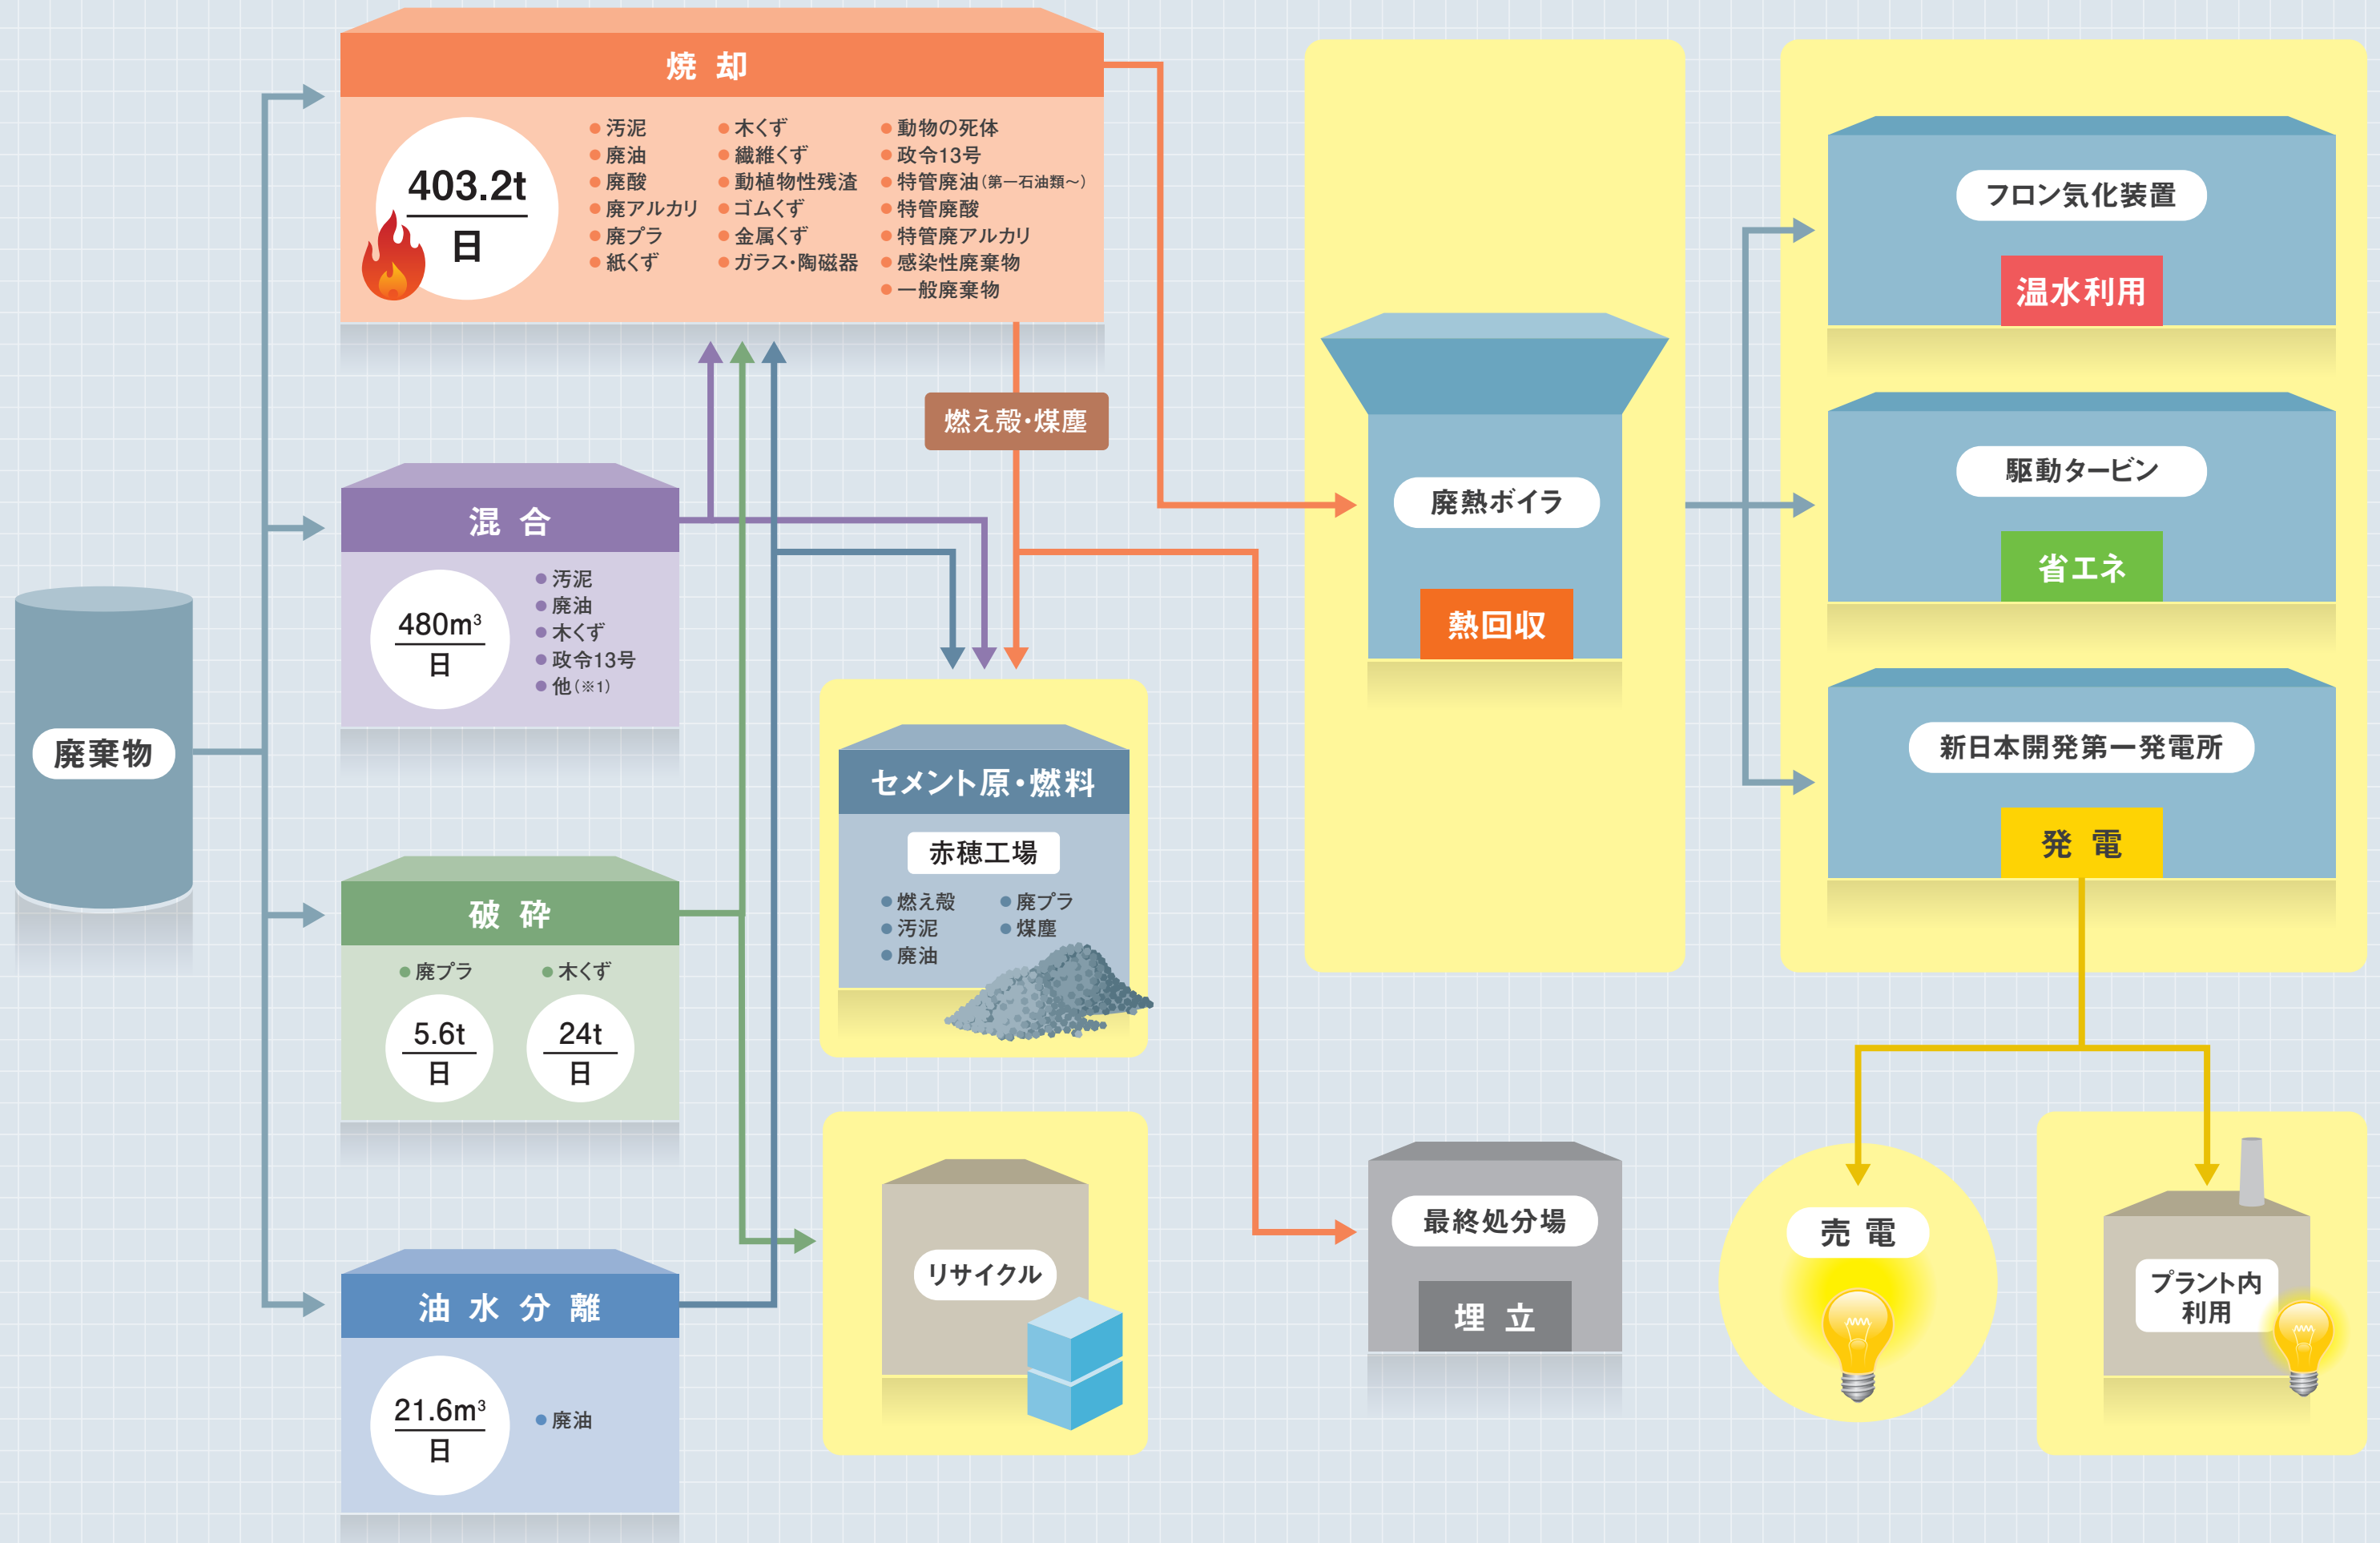 廃棄物
焼却
403.2t
日
汚泥
廃油
廃酸
廃アルカリ
廃プラ
紙くず
木くず
繊維くず
動植物性残渣
ゴムくず
金属くず
ガラス・陶磁器
動物の死体
政令13号
特管廃油（第一石油類～）
特管廃酸
特管廃アルカリ
感染性廃棄物
一般廃棄物
燃え殻・煤塵
混合
480m³
日
汚泥
廃油
木くず
政令13号
他（※1）
破砕
廃プラ
5.6t
日
木くず
24t
日
油水分離
21.6m³
日
廃油
セメント原・燃料
赤穂工場
燃え殻
汚泥
廃油
廃プラ
煤塵
リサイクル
廃熱ボイラ
熱回収
最終処分場
埋立
フロン気化装置
温水利用
駆動タービン
省エネ
新日本開発第一発電所
発電
売電
プラント内
利用